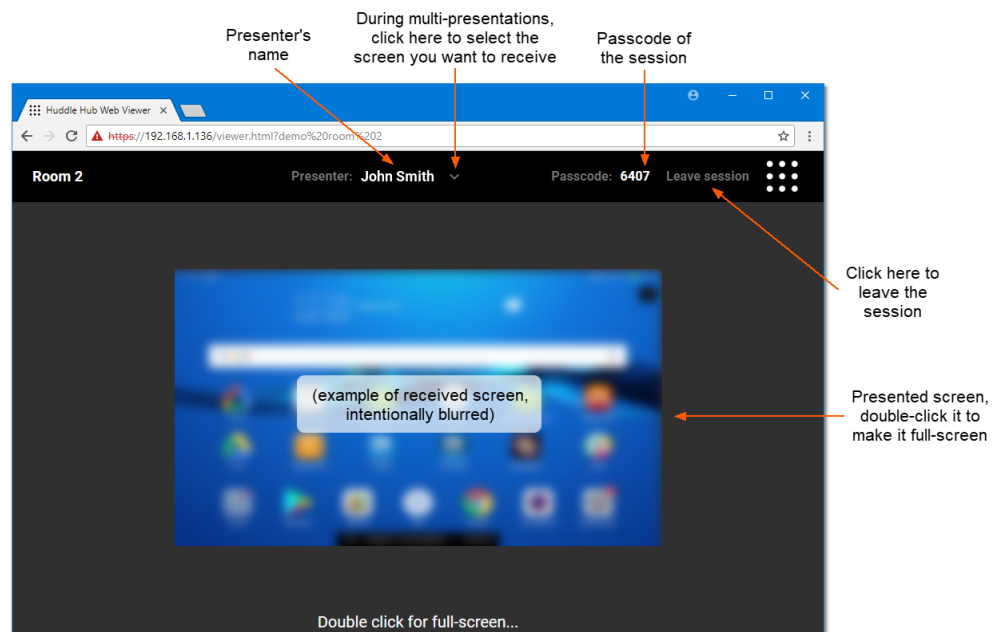 During multi-presentations,
click here to select the
screen you want to receive
Presenter's
name
Passcode of
the session
Huddle Hub Web Viewer
https://192.168.1.136/viewer.html?demo%20room%202
Room 2
Presenter: John Smith
Passcode: 6407
Leave session
Click here to
leave the
session
(example of received screen,
intentionally blurred)
Presented screen,
double-click it to
make it full-screen
Double click for full-screen...